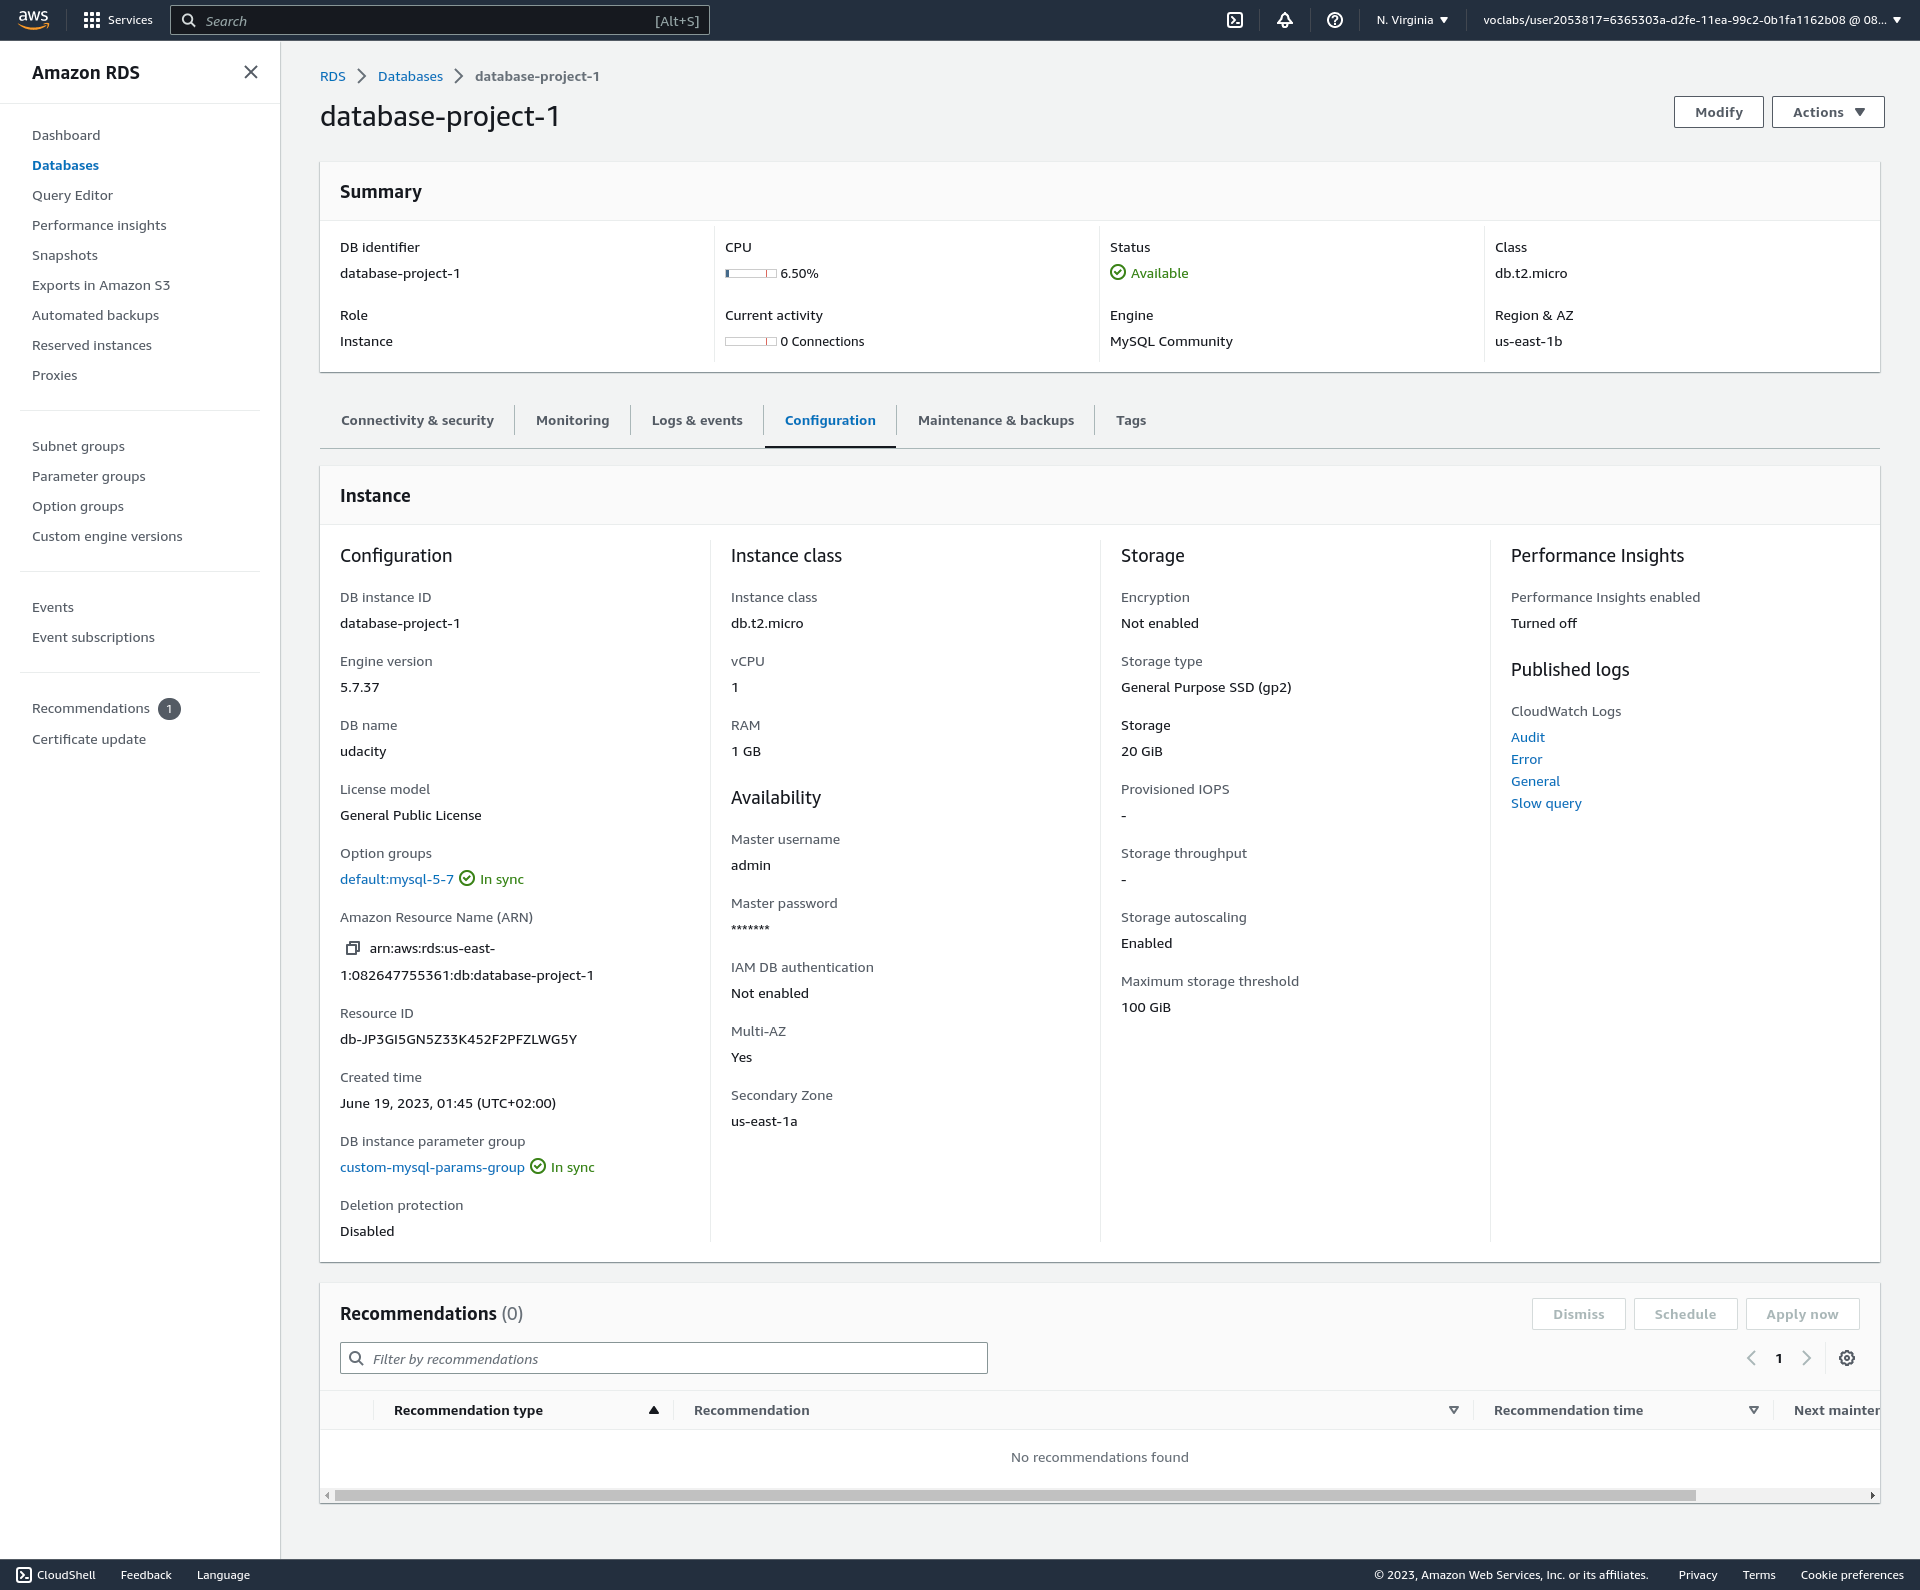 aws
Services
Search
[Alt+S]
N. Virginia
voclabs/user2053817=6365303a-d2fe-11ea-99c2-0b1fa1162b08 @ 08...
Amazon RDS
Dashboard
Databases
Query Editor
Performance insights
Snapshots
Exports in Amazon S3
Automated backups
Reserved instances
Proxies
Subnet groups
Parameter groups
Option groups
Custom engine versions
Events
Event subscriptions
Recommendations 1
Certificate update
RDS
Databases
database-project-1
database-project-1
Modify
Actions
Summary
DB identifier
database-project-1
CPU
6.50%
Status
Available
Class
db.t2.micro
Role
Instance
Current activity
0 Connections
Engine
MySQL Community
Region & AZ
us-east-1b
Connectivity & security
Monitoring
Logs & events
Configuration
Maintenance & backups
Tags
Instance
Configuration
DB instance ID
database-project-1
Engine version
5.7.37
DB name
udacity
License model
General Public License
Option groups
default:mysql-5-7 In sync
Amazon Resource Name (ARN)
arn:aws:rds:us-east-
1:082647755361:db:database-project-1
Resource ID
db-JP3GI5GN5Z33K452F2PFZLWG5Y
Created time
June 19, 2023, 01:45 (UTC+02:00)
DB instance parameter group
custom-mysql-params-group In sync
Deletion protection
Disabled
Instance class
Instance class
db.t2.micro
vCPU
1
RAM
1 GB
Availability
Master username
admin
Master password
*******
IAM DB authentication
Not enabled
Multi-AZ
Yes
Secondary Zone
us-east-1a
Storage
Encryption
Not enabled
Storage type
General Purpose SSD (gp2)
Storage
20 GiB
Provisioned IOPS
-
Storage throughput
-
Storage autoscaling
Enabled
Maximum storage threshold
100 GiB
Performance Insights
Performance Insights enabled
Turned off
Published logs
CloudWatch Logs
Audit
Error
General
Slow query
Recommendations (0)
Dismiss
Schedule
Apply now
Filter by recommendations
1
Recommendation type
Recommendation
Recommendation time
Next mainten
No recommendations found
CloudShell
Feedback
Language
© 2023, Amazon Web Services, Inc. or its affiliates.
Privacy
Terms
Cookie preferences